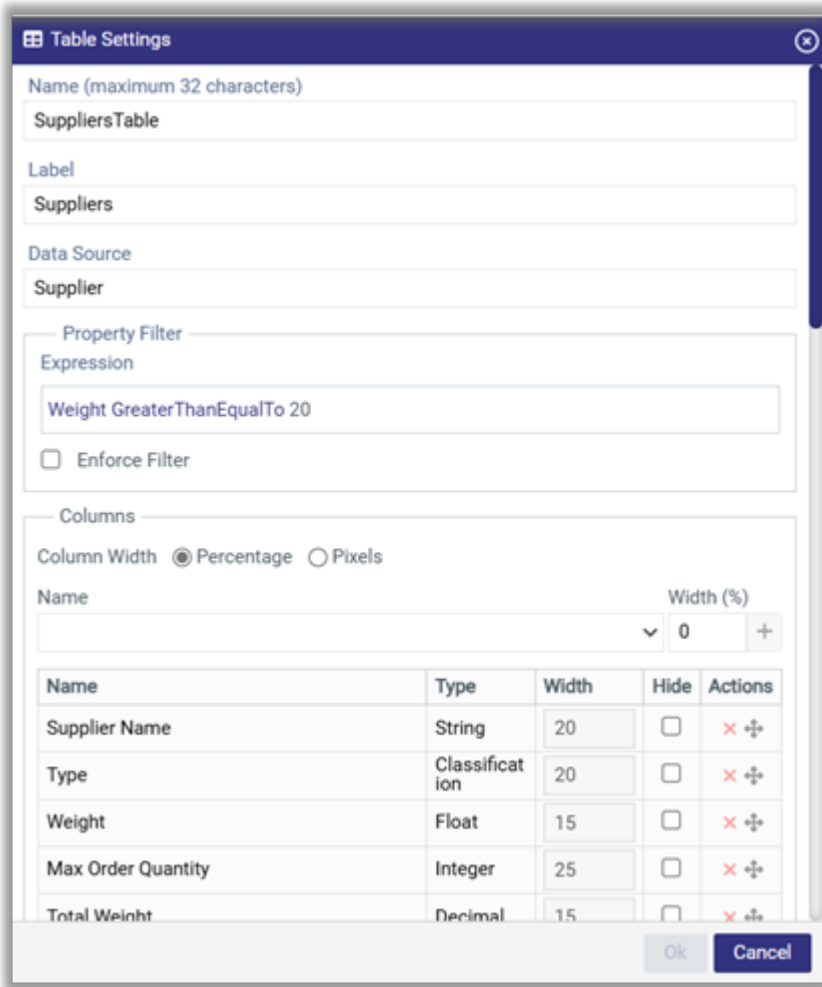 Table Settings
Name (maximum 32 characters)
SuppliersTable
Label
Suppliers
Data Source
Supplier
Property Filter
Expression
Weight GreaterThanEqualTo 20
Enforce Filter
Columns
Column Width Percentage Pixels
Name Width (%)
0
Name Type Width Hide Actions
Supplier Name String 20
Type Classificat
ion 20
Weight Float 15
Max Order Quantity Integer 25
Total Weight Decimal 15
Ok Cancel